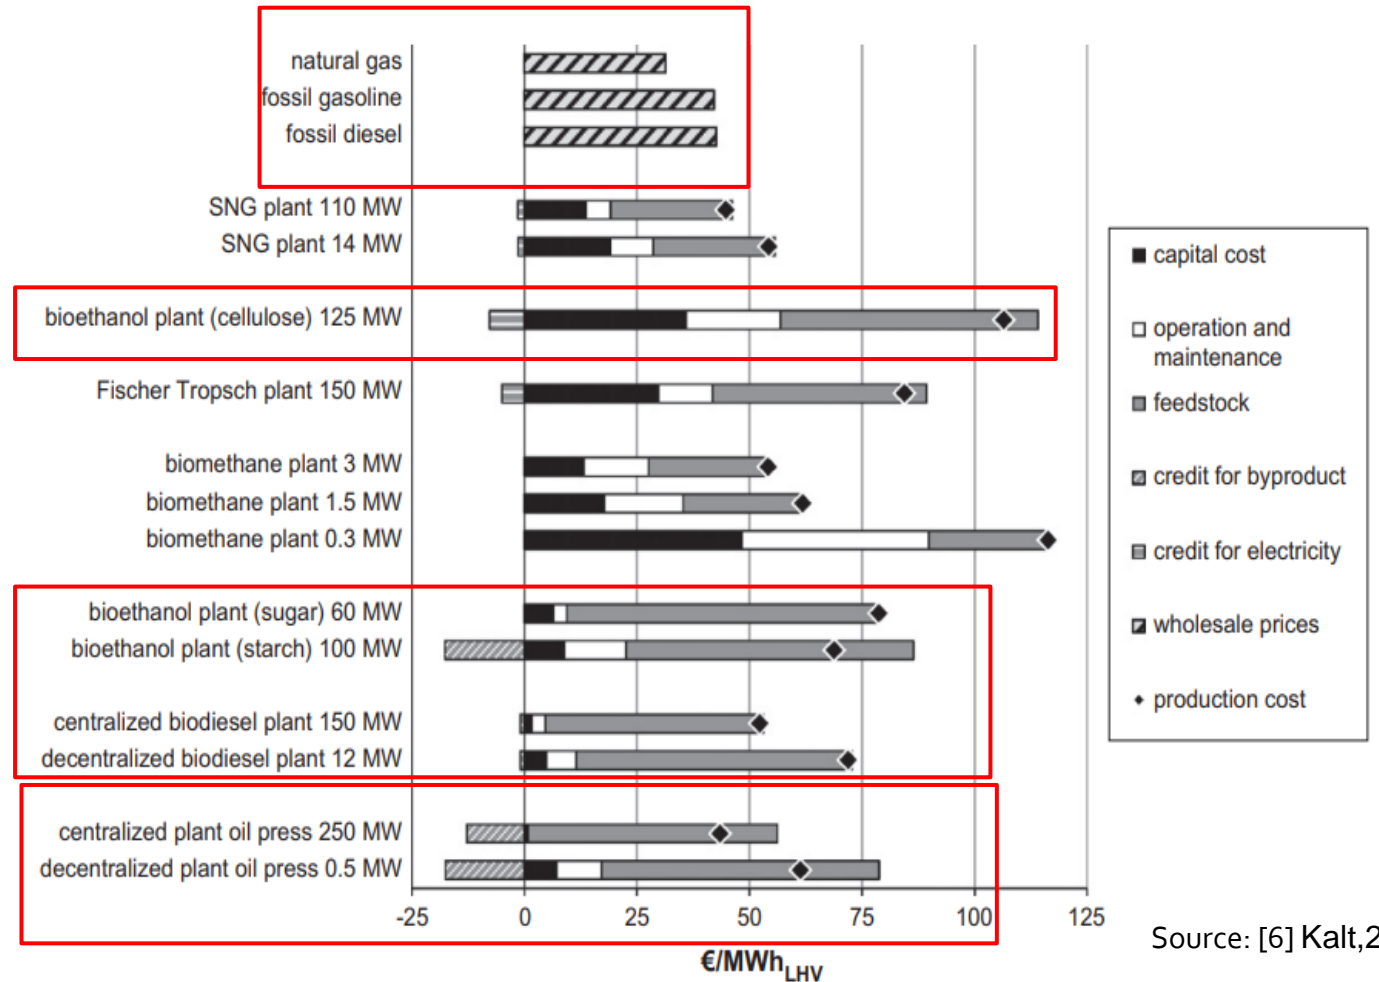 natural gas
fossil gasoline
fossil diesel
SNG plant 110 MW
SNG plant 14 MW
bioethanol plant (cellulose) 125 MW
Fischer Tropsch plant 150 MW
biomethane plant 3 MW
biomethane plant 1.5 MW
biomethane plant 0.3 MW
bioethanol plant (sugar) 60 MW
bioethanol plant (starch) 100 MW
centralized biodiesel plant 150 MW
decentralized biodiesel plant 12 MW
centralized plant oil press 250 MW
decentralized plant oil press 0.5 MW
-25 0 25 50 75 100 125
€/MWhLHV
capital cost
operation and
maintenance
feedstock
credit for byproduct
credit for electricity
wholesale prices
production cost
Source: [6] Kalt,2